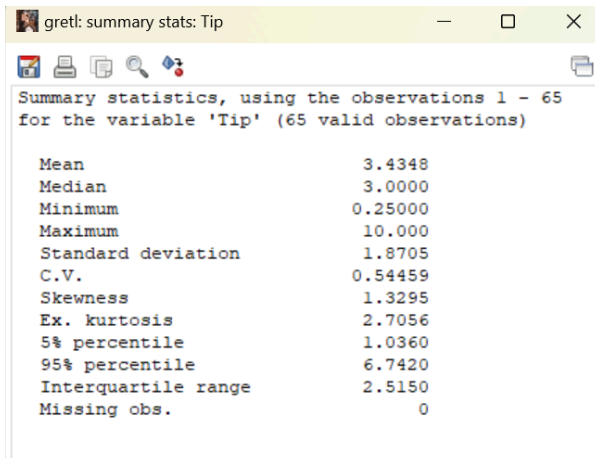 gretl: summary stats: Tip
Summary statistics, using the observations 1 - 65
for the variable 'Tip' (65 valid observations)
Mean 3.4348
Median 3.0000
Minimum 0.25000
Maximum 10.000
Standard deviation 1.8705
C.V. 0.54459
Skewness 1.3295
Ex. kurtosis 2.7056
5% percentile 1.0360
95% percentile 6.7420
Interquartile range 2.5150
Missing obs. 0